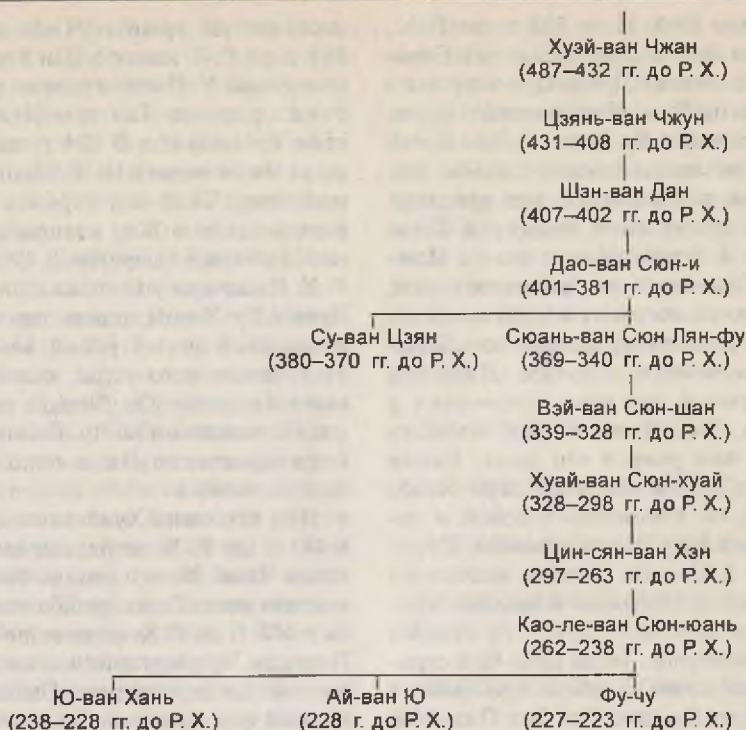 Хуэй-ван Чжан
(487–432 гг. до Р. Х.)
Цзянь-ван Чжун
(431–408 гг. до Р. Х.)
Шэн-ван Дан
(407–402 гг. до Р. Х.)
Дао-ван Сюн-и
(401–381 гг. до Р. Х.)
Су-ван Цзян Сюань-ван Сюн Лян-фу
(380–370 гг. до Р. Х.) (369–340 гг. до Р. Х.)
Вэй-ван Сюн-шан
(339–328 гг. до Р. Х.)
Хуай-ван Сюн-хуай
(328–298 гг. до Р. Х.)
Цин-сян-ван Хэн
(297–263 гг. до Р. Х.)
Као-ле-ван Сюн-юань
(262–238 гг. до Р. Х.)
Ю-ван Хань Ай-ван Ю Фу-чу
(238–228 гг. до Р. Х.) (228 г. до Р. Х.) (227–223 гг. до Р. Х.)